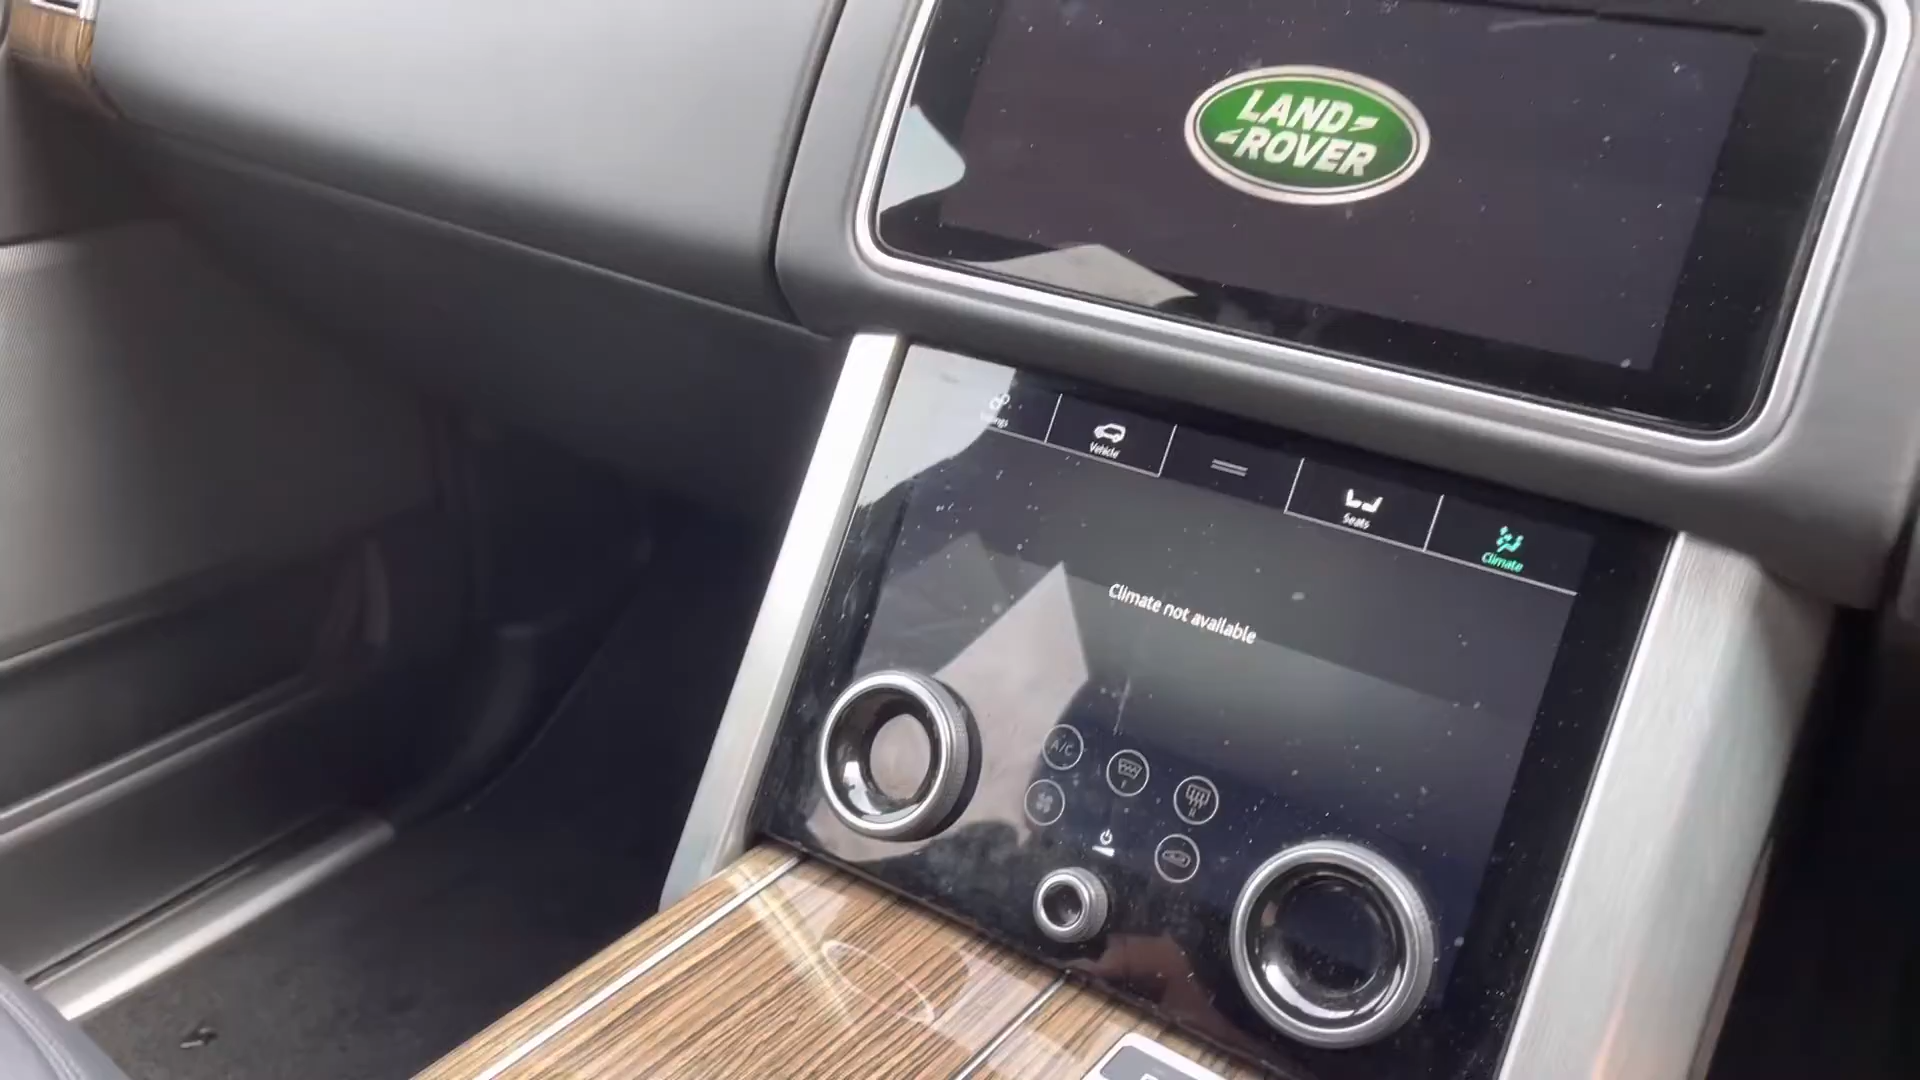 LAND
ROVER
Vehicle
Seats
Climate
Climate not available
A/C